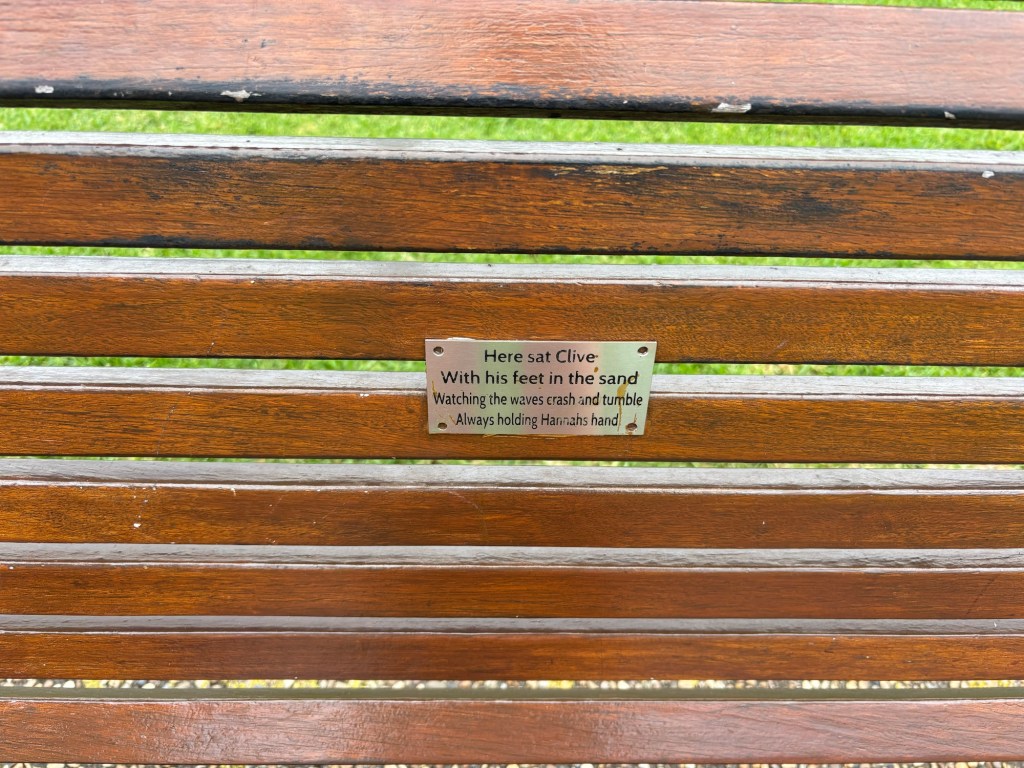 Here sat Clive
With his feet in the sand
Watching the waves crash and tumble
Always holding Hannahs hand